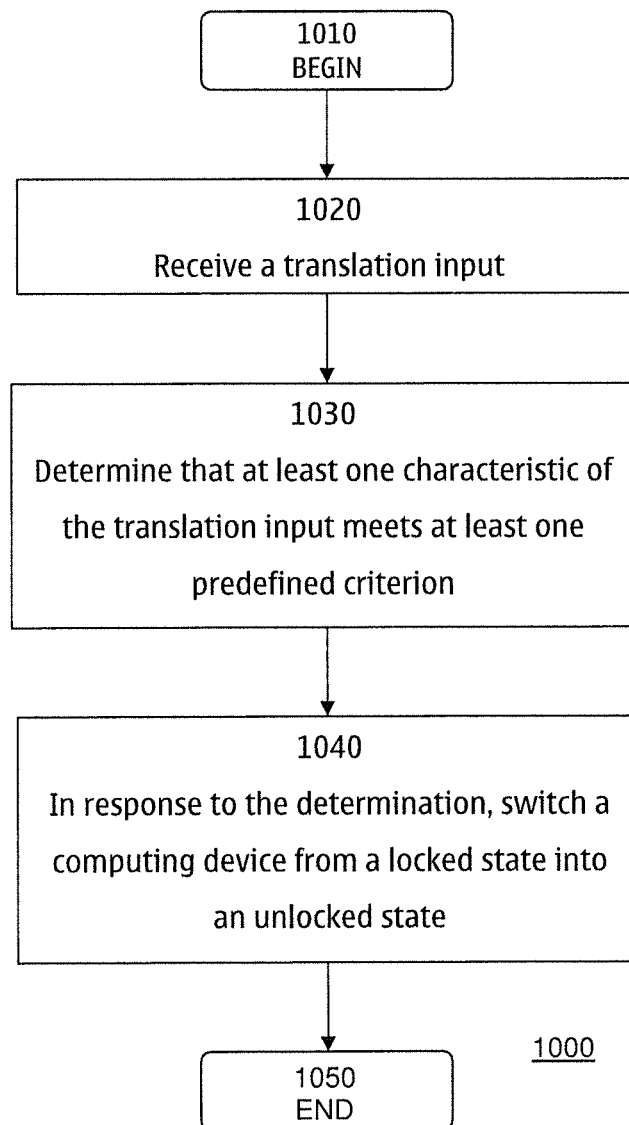 1010
BEGIN
1020
Receive a translation input
1030
Determine that at least one characteristic of
the translation input meets at least one
predefined criterion
1040
In response to the determination, switch a
computing device from a locked state into
an unlocked state
1000
1050
END